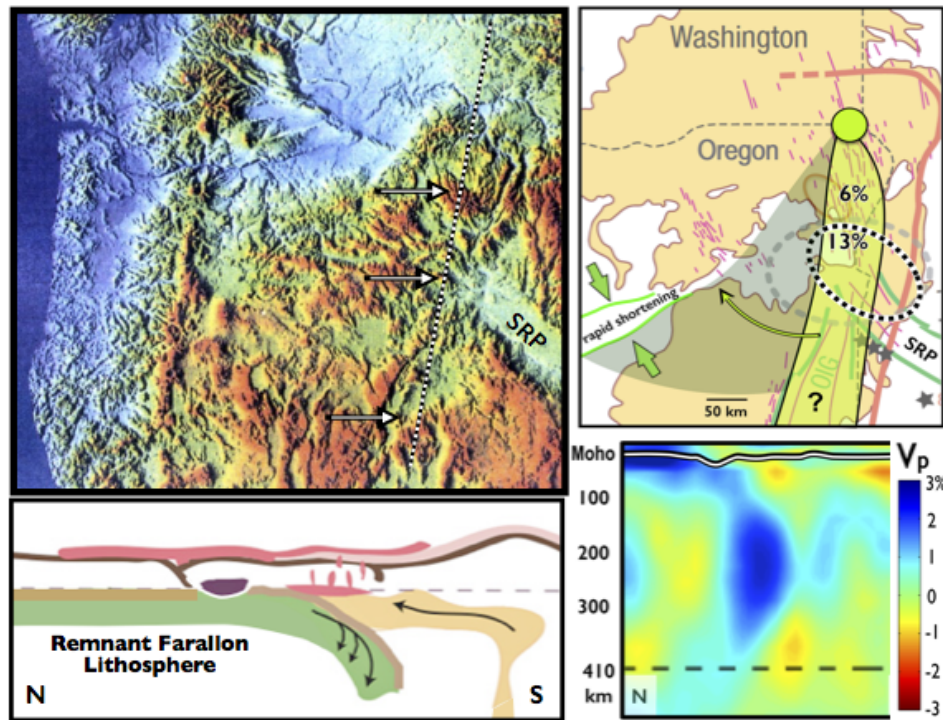 SRP
Washington
Oregon
6%
13%
rapid shortening
SRP
OIG
?
50 km
Remnant Farallon
Lithosphere
N
S
Moho
100
200
300
410
km
N
Vp
3%
2
1
0
-1
-2
-3